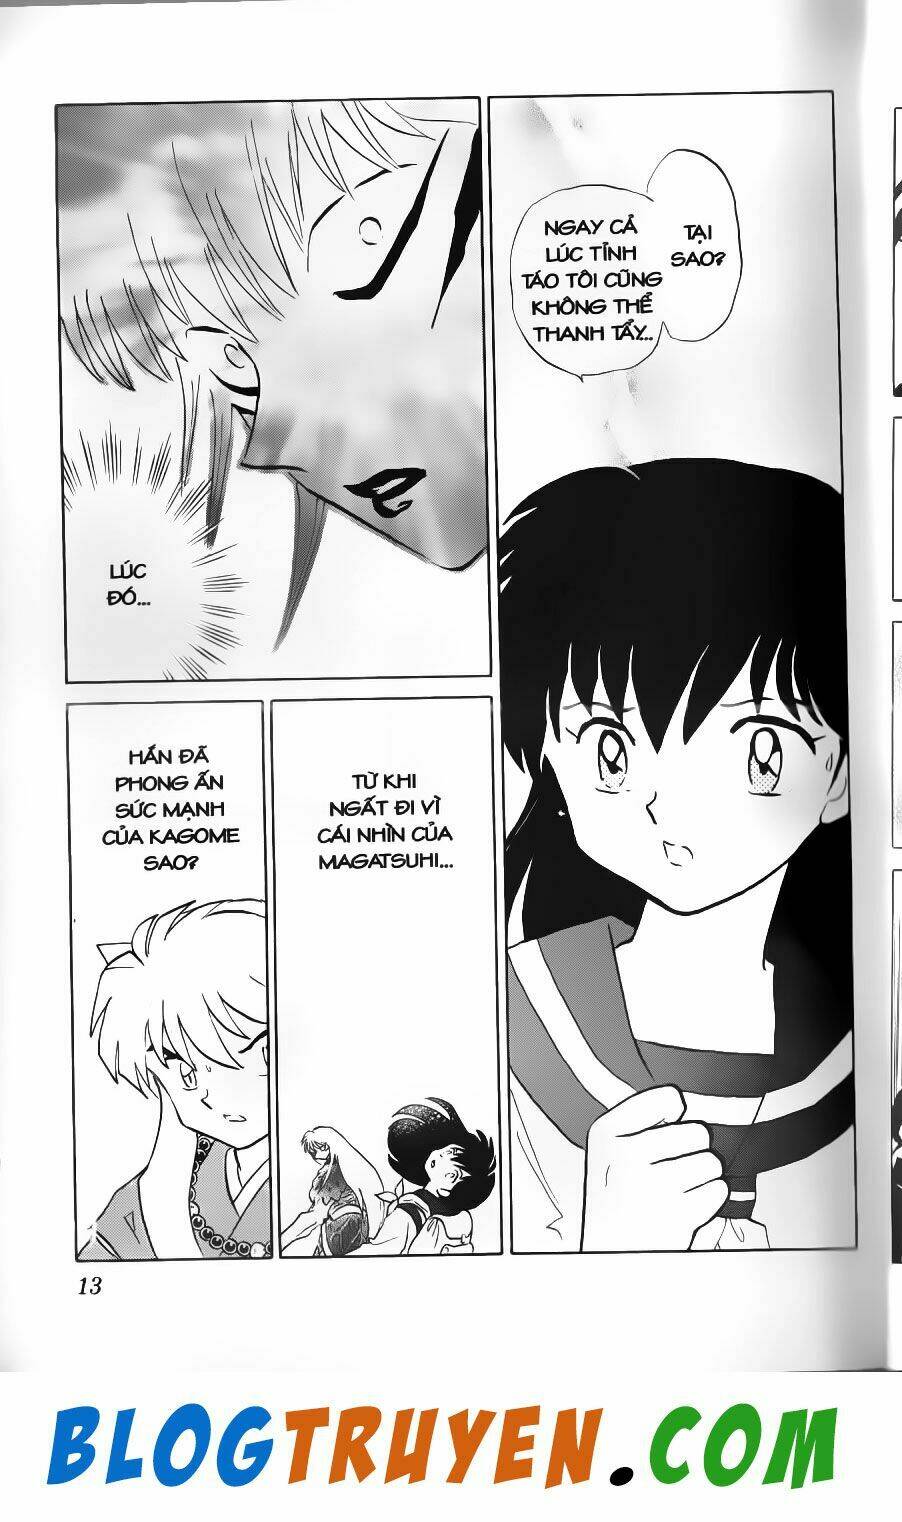 TẠI
SAO?
NGAY CẢ
LÚC TỈNH
TÁO TÔI CŨNG
KHÔNG THỂ
THANH TẨY...
LÚC
ĐÓ...
TỪ KHI
NGẤT ĐI VÌ
CÁI NHÌN CỦA
MAGATSUHI...
HẮN ĐÃ
PHONG ẤN
SỨC MẠNH
CỦA KAGOME
SAO?
13
BLOGTRUYEN.COM